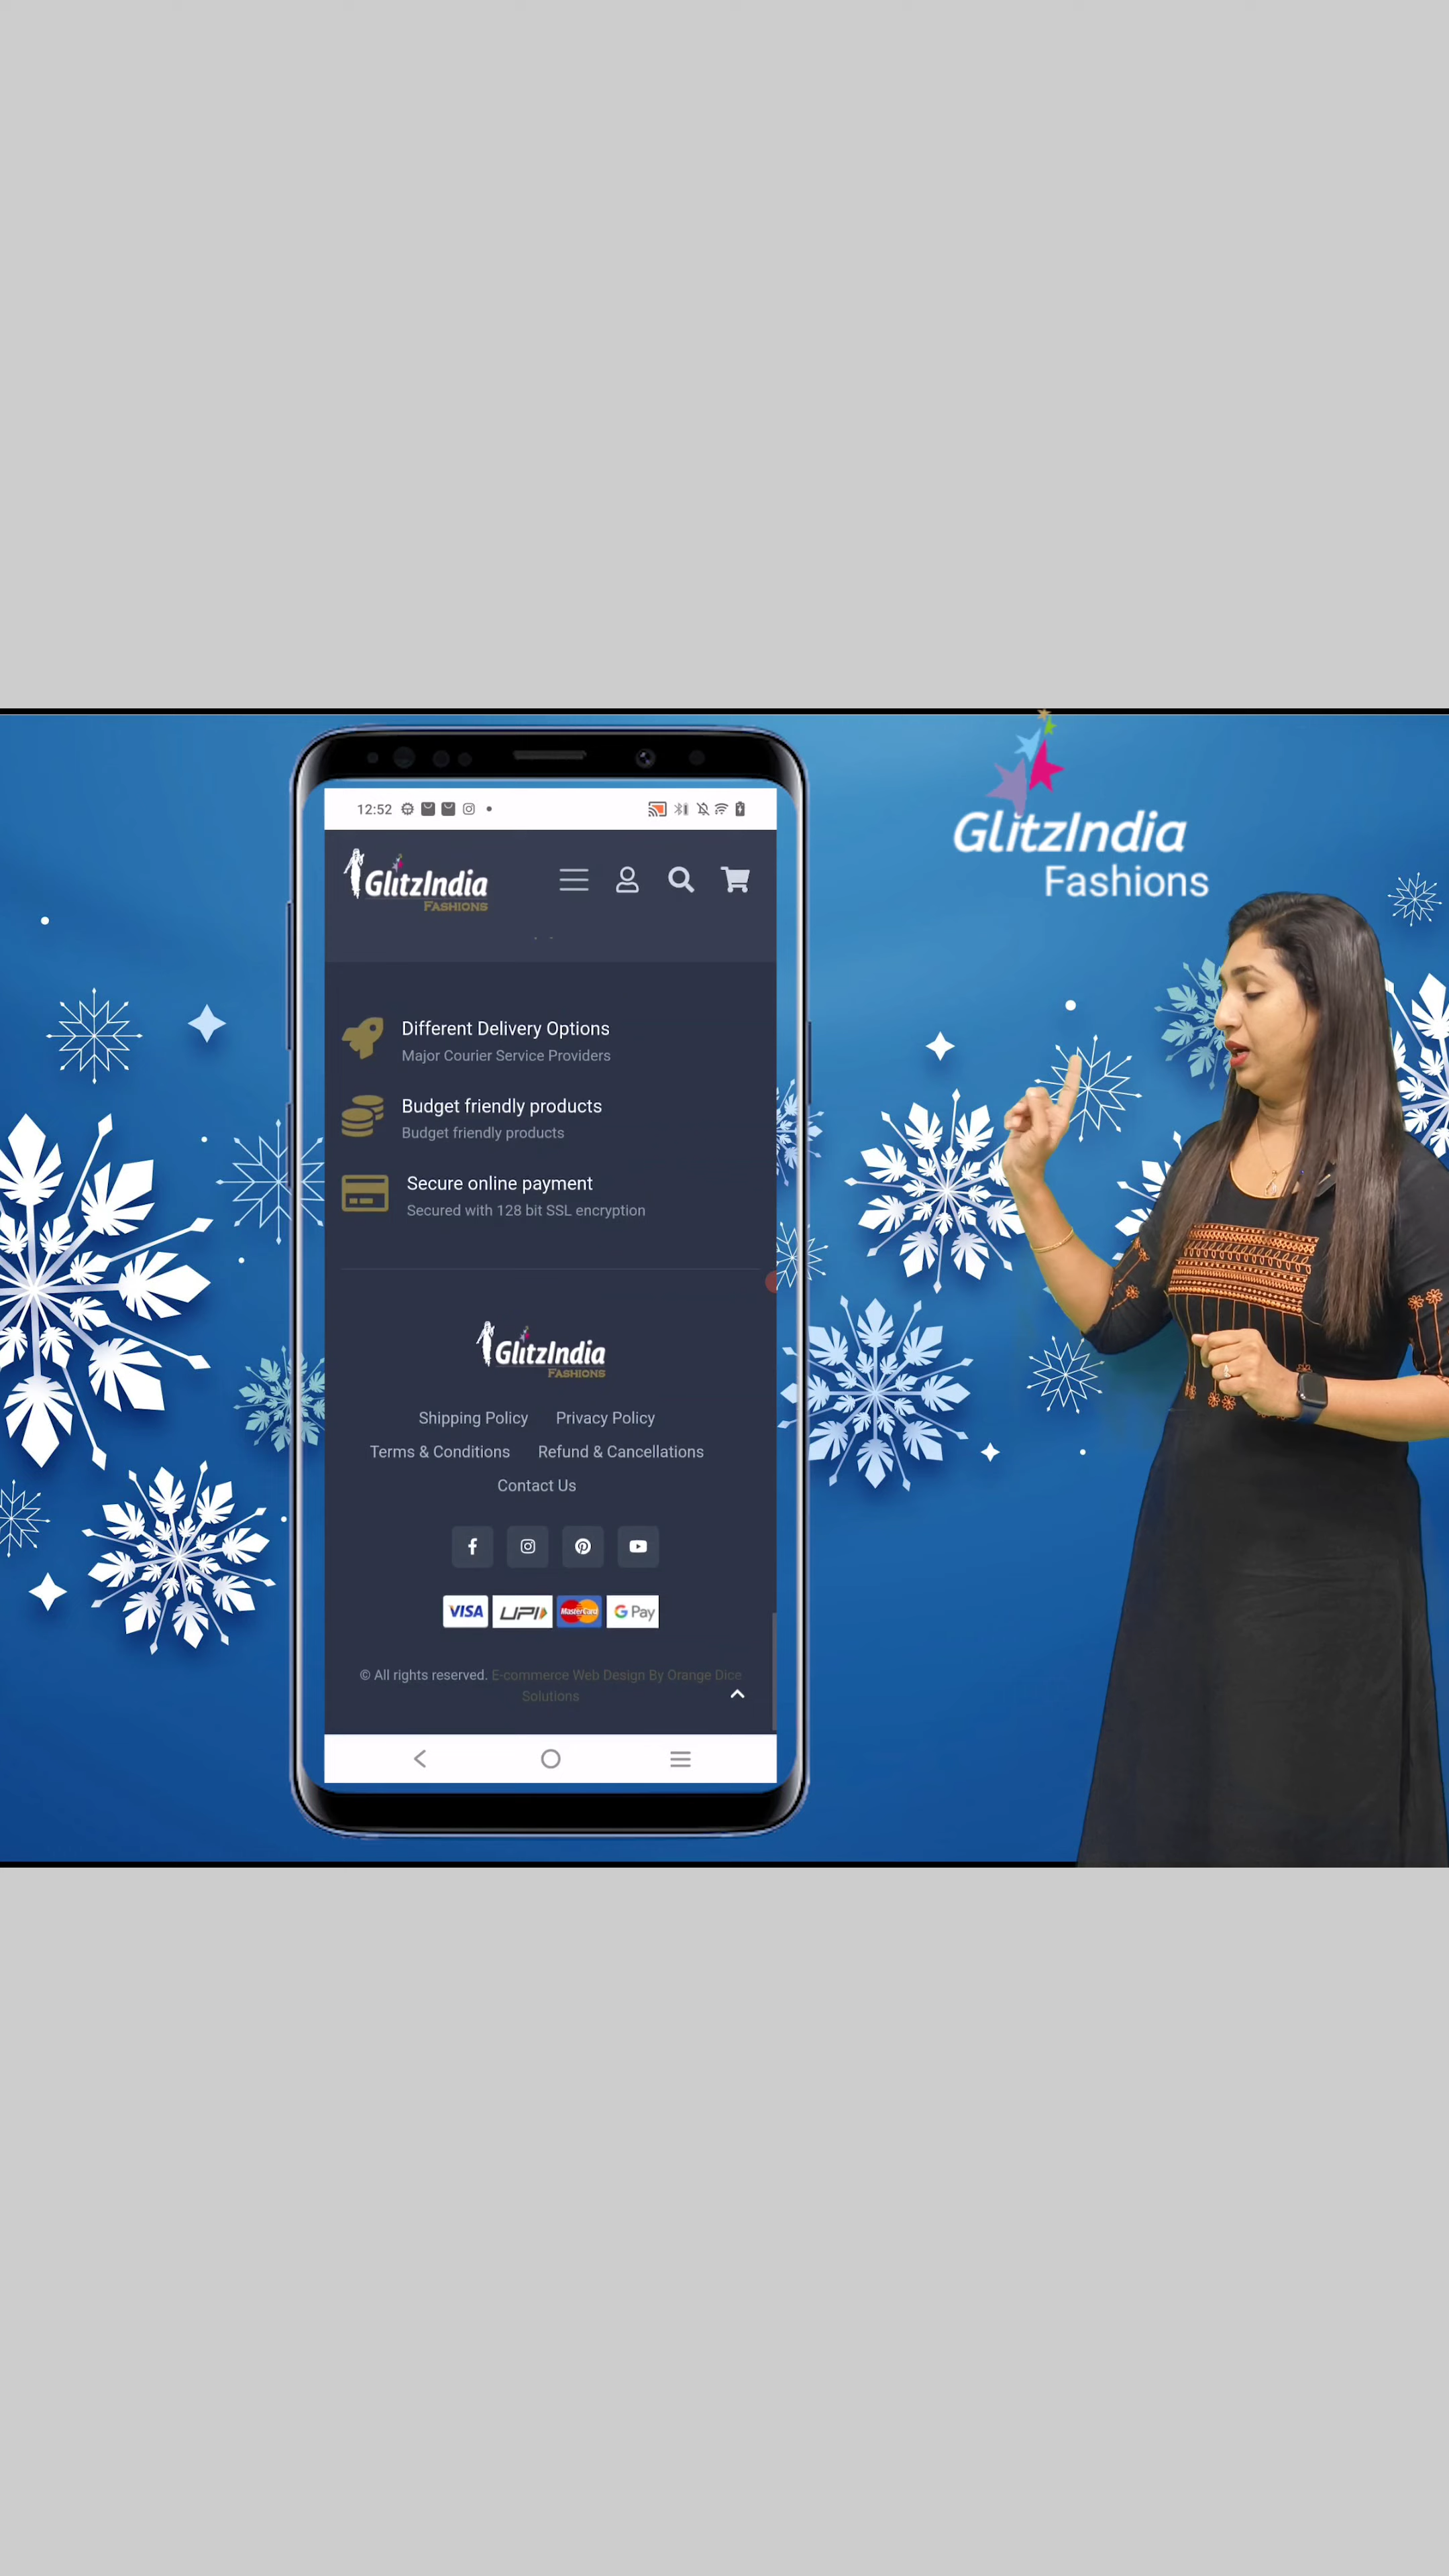 12:52
GlitzIndia
FASHIONS
Different Delivery Options
Major Courier Service Providers
Budget friendly products
Budget friendly products
Secure online payment
Secured with 128 bit SSL encryption
GlitzIndia
FASHIONS
Shipping Policy Privacy Policy
Terms & Conditions Refund & Cancellations
Contact Us
VISA UPI MasterCard G Pay
© All rights reserved. E-commerce Web Design By Orange Dice
Solutions
GlitzIndia
Fashions